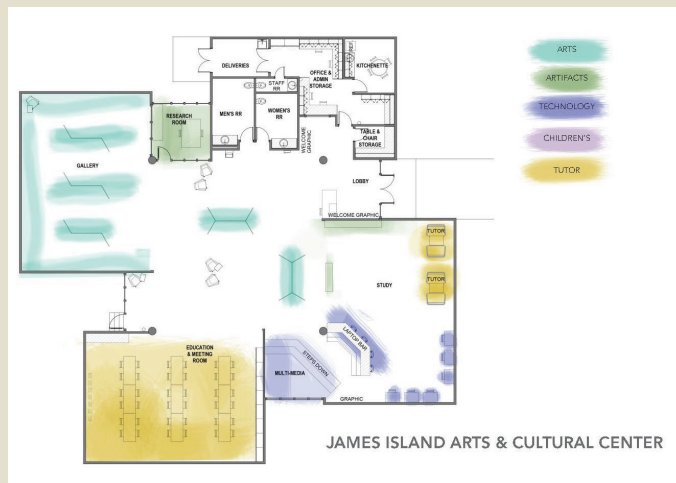 DELIVERIES
STAFF
RR
OFFICE &
ADMIN
STORAGE
REF.
KITCHENETTE
MEN'S RR
WOMEN'S
RR
WELCOME
GRAPHIC
TABLE &
CHAIR
STORAGE
RESEARCH
ROOM
GALLERY
LOBBY
WELCOME GRAPHIC
TUTOR
TUTOR
STUDY
LAPTOP BAR
STEPS DOWN
MULTI-MEDIA
GRAPHIC
EDUCATION
& MEETING
ROOM
ARTS
ARTIFACTS
TECHNOLOGY
CHILDREN'S
TUTOR
JAMES ISLAND ARTS & CULTURAL CENTER